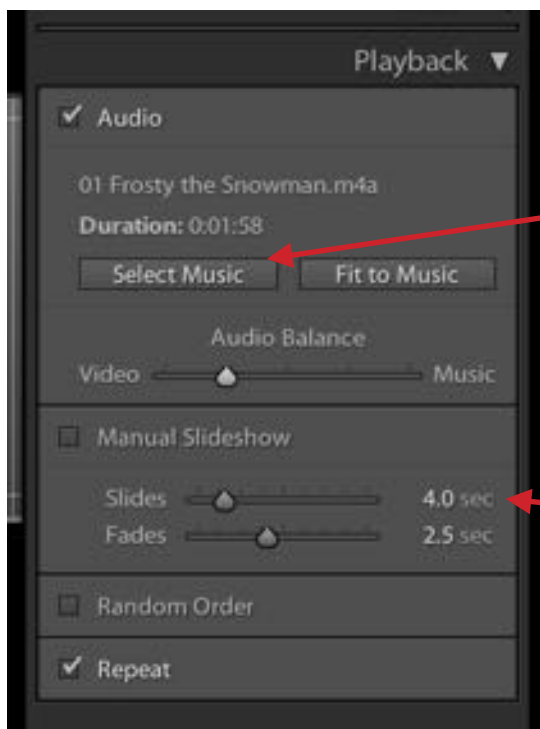 Playback ▼
Audio
01 Frosty the Snowman.m4a
Duration: 0:01:58
Select Music Fit to Music
Audio Balance
Video Music
Manual Slideshow
Slides 4.0 sec
Fades 2.5 sec
Random Order
Repeat